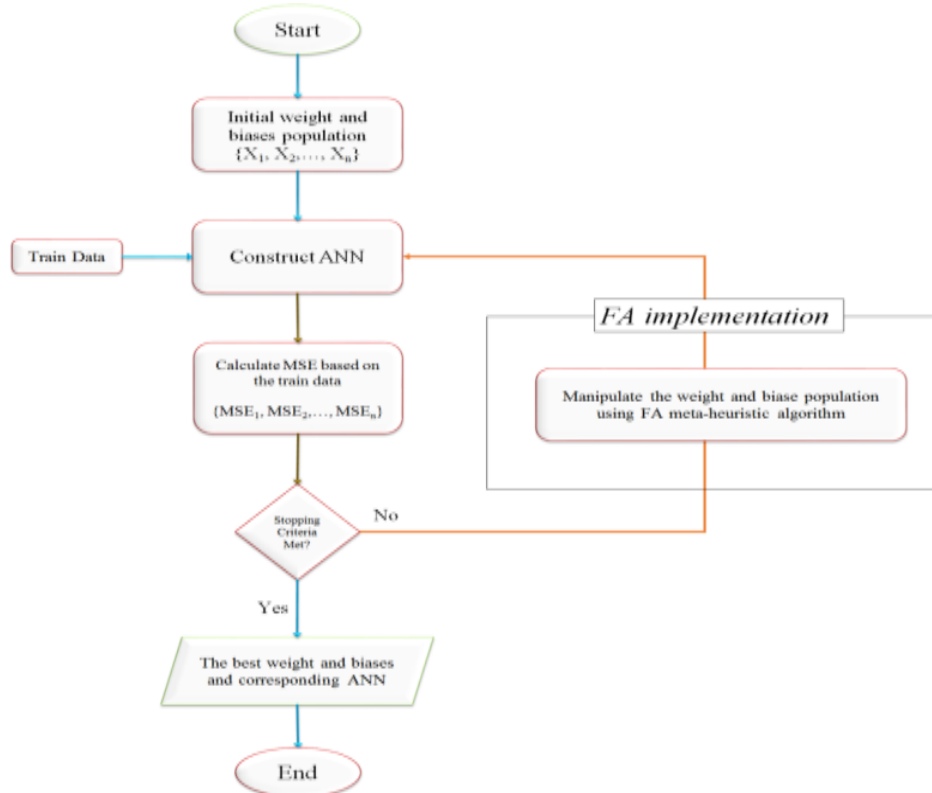 Start
Initial weight and
biases population
{X₁, X₂,..., Xₙ}
Train Data
Construct ANN
FA implementation
Calculate MSE based on
the train data
{MSE₁, MSE₂,..., MSEₙ}
Manipulate the weight and biase population
using FA meta-heuristic algorithm
Stopping
Criteria
Met?
No
Yes
The best weight and biases
and corresponding ANN
End